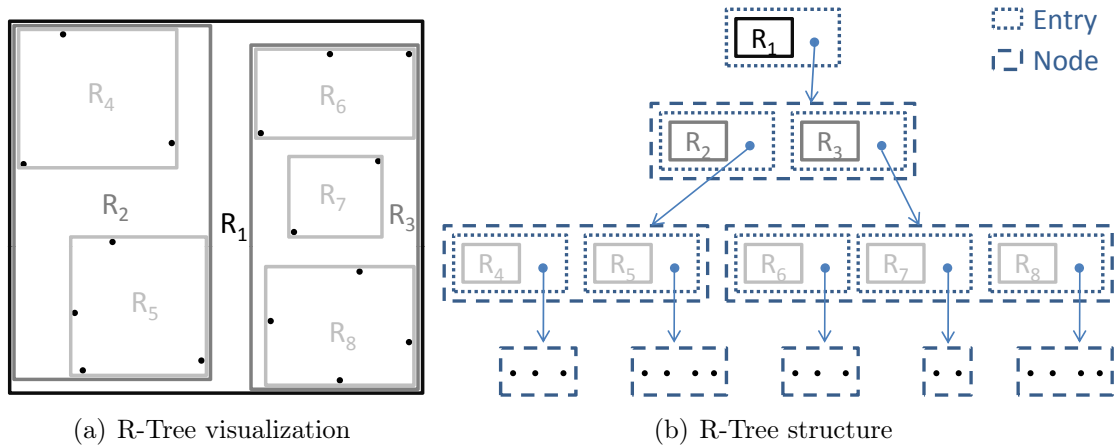 R4
R2
R5
R1
R6
R7
R3
R8
(a) R-Tree visualization
R1
Entry
Node
R2
R3
R4
R5
R6
R7
R8
(b) R-Tree structure